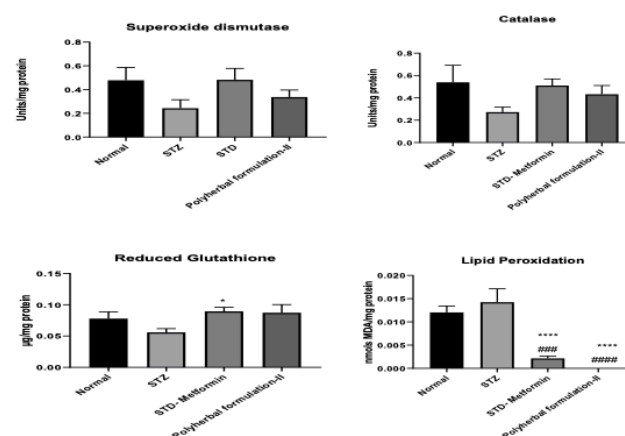 Superoxide dismutase
Units/mg protein
0.8
0.6
0.4
0.2
0.0
Normal
STZ
STD
Polyherbal formulation-II
Catalase
Units/mg protein
0.8
0.6
0.4
0.2
0.0
Normal
STZ
STD- Metformin
Polyherbal formulation-II
Reduced Glutathione
µg/mg protein
0.15
0.10
0.05
0.00
*
Normal
STZ
STD- Metformin
Polyherbal formulation-II
Lipid Peroxidation
nmols MDA/mg protein
0.020
0.015
0.010
0.005
0.000
**** ****
### ####
Normal
STZ
STD- Metformin
Polyherbal formulation-II